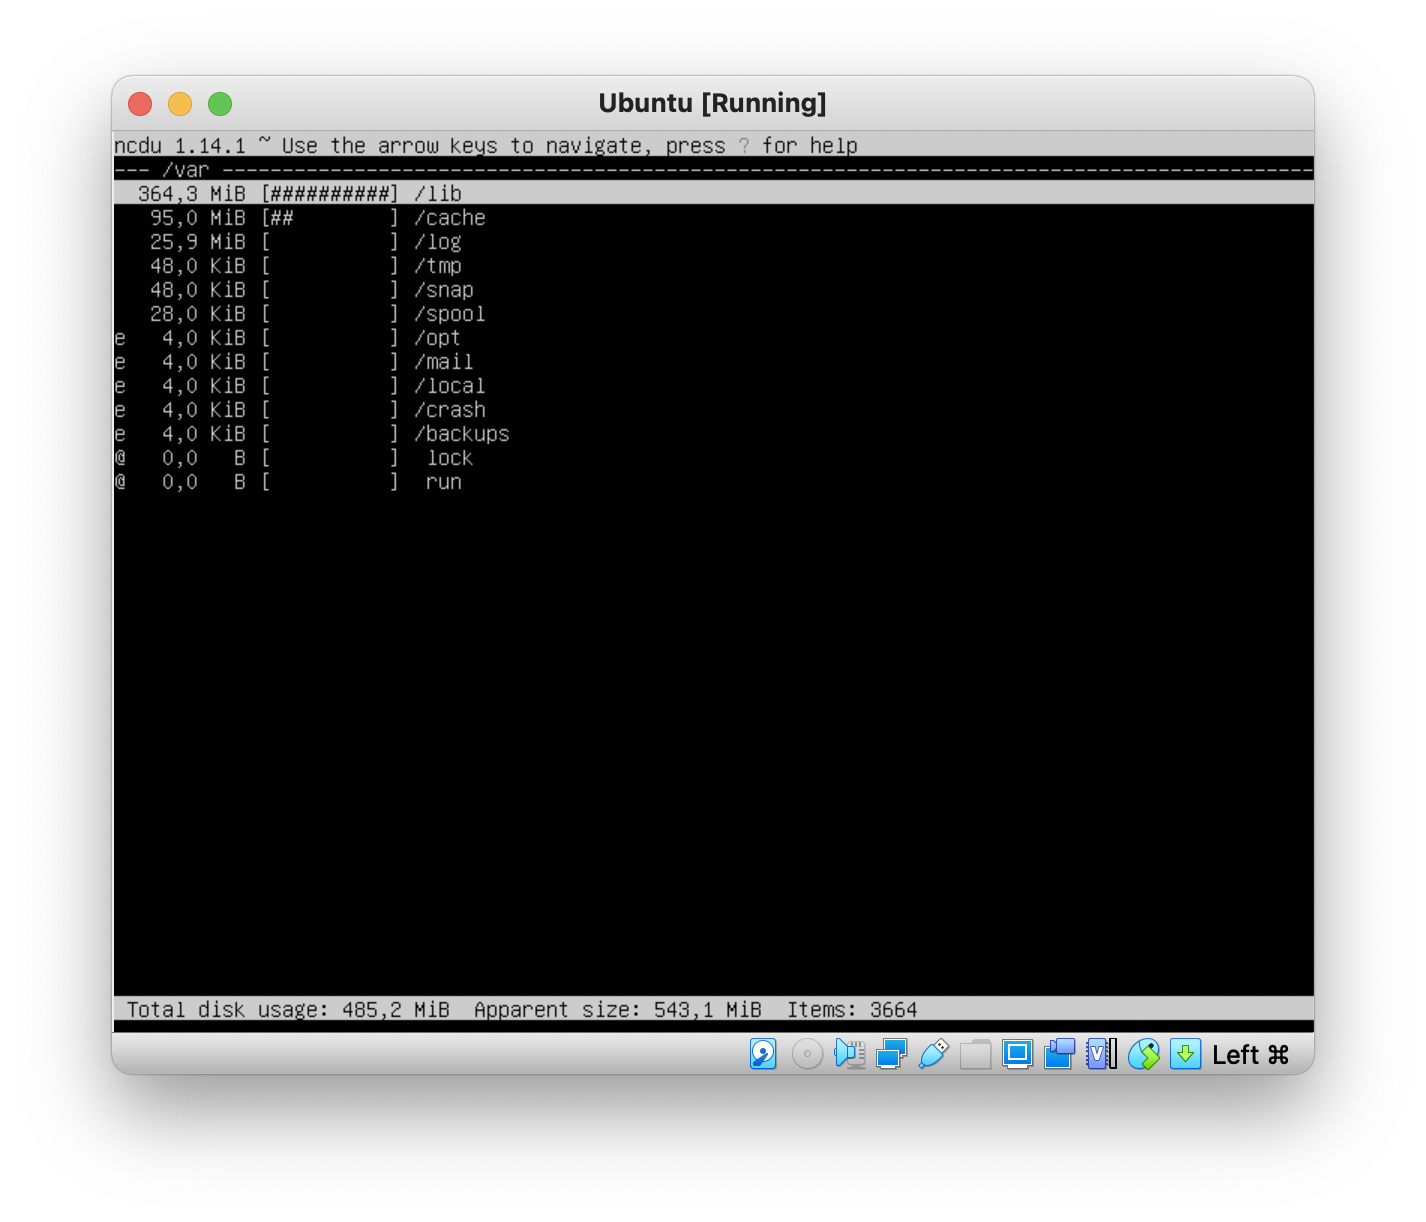 Ubuntu [Running]
ncdu 1.14.1 ~ Use the arrow keys to navigate, press ? for help
--- /var -------------------------------------------------------------------------------------------
  364,3 MiB [##########] /lib
   95,0 MiB [##        ] /cache
   25,9 MiB [          ] /log
   48,0 KiB [          ] /tmp
   48,0 KiB [          ] /snap
   28,0 KiB [          ] /spool
e   4,0 KiB [          ] /opt
e   4,0 KiB [          ] /mail
e   4,0 KiB [          ] /local
e   4,0 KiB [          ] /crash
e   4,0 KiB [          ] /backups
@   0,0   B [          ]  lock
@   0,0   B [          ]  run
Total disk usage: 485,2 MiB  Apparent size: 543,1 MiB  Items: 3664
Left ⌘